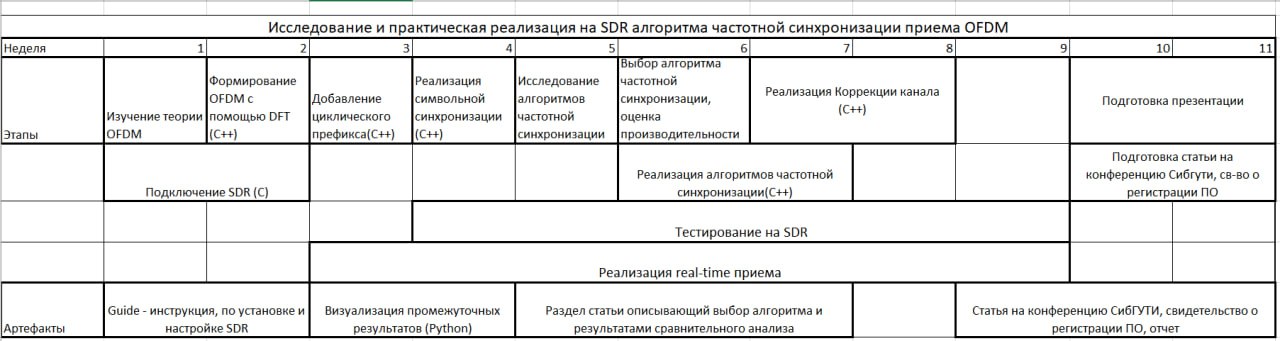 Исследование и практическая реализация на SDR алгоритма частотной синхронизации приема OFDM
Неделя 1 2 3 4 5 6 7 8 9 10 11
Этапы
Изучение теории
OFDM
Формирование
OFDM с
помощью DFT
(C++)
Добавление
циклического
префикса(C++)
Реализация
символьной
синхронизации
(C++)
Исследование
алгоритмов
частотной
синхронизации
Выбор алгоритма
частотной
синхронизации,
оценка
производительности
Реализация Коррекции канала
(C++)
Подготовка презентации
Подключение SDR (C)
Реализация алгоритмов частотной
синхронизации(C++)
Подготовка статьи на
конференцию Сибгути, св-во о
регистрации ПО
Тестирование на SDR
Реализация real-time приема
Артефакты
Guide - инструкция, по установке и
настройке SDR
Визуализация промежуточных
результатов (Python)
Раздел статьи описывающий выбор алгоритма и
результатами сравнительного анализа
Статья на конференцию СибГУТИ, свидетельство о
регистрации ПО, отчет